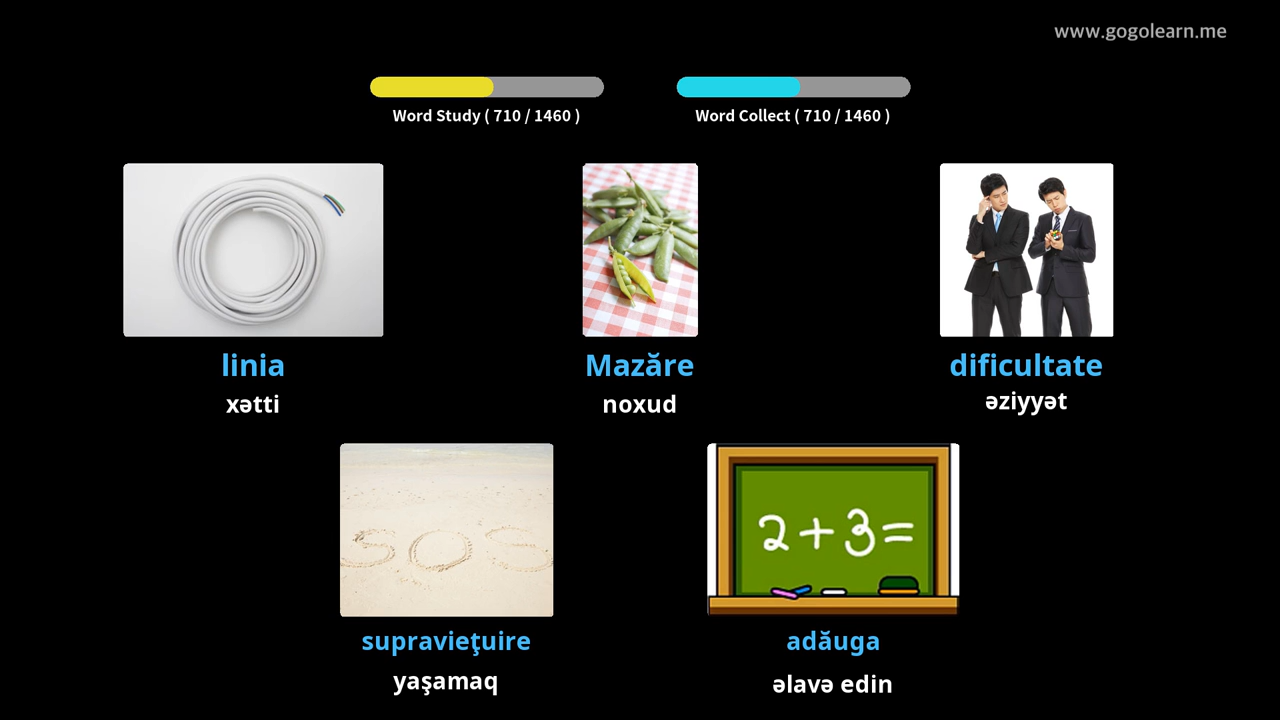 www.gogolearn.me
Word Study ( 710 / 1460 )
Word Collect ( 710 / 1460 )
linia
xətti
Mazăre
noxud
dificultate
əziyyət
SOS
supravieţuire
yaşamaq
2+3=
adăuga
əlavə edin